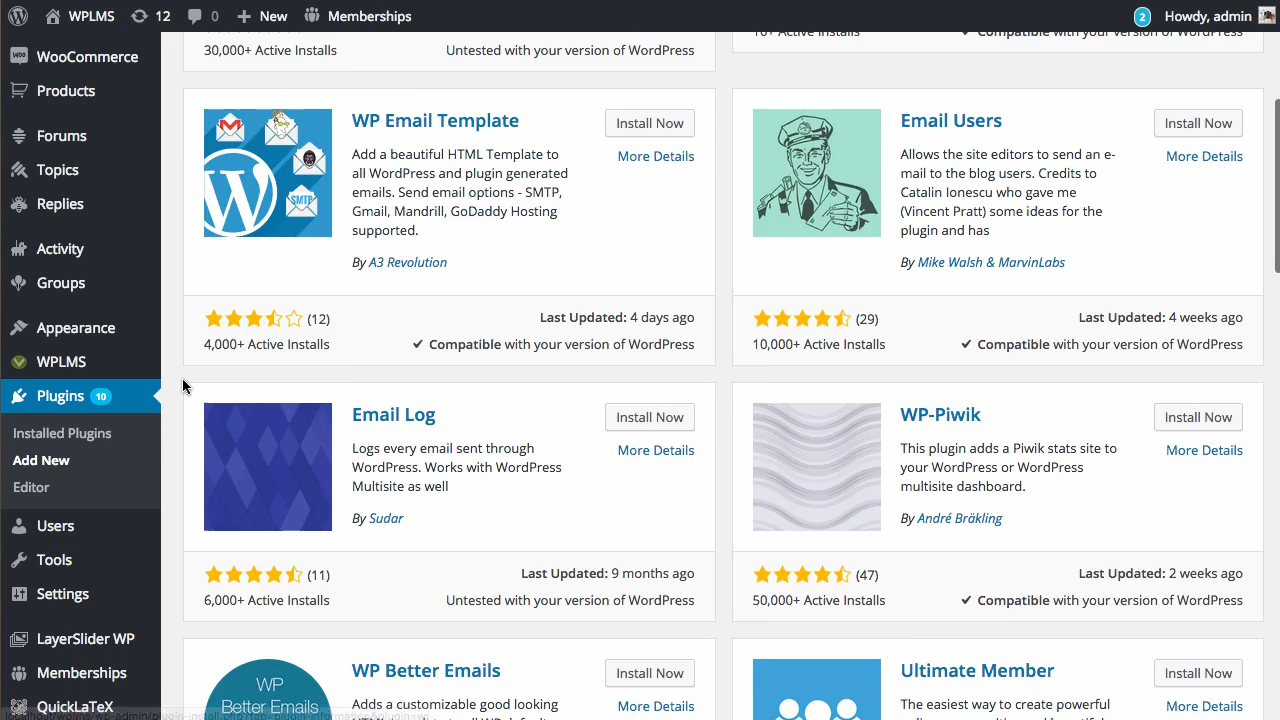 WPLMS 12 0 New Memberships 2 Howdy, admin
WooCommerce
Products
Forums
Topics
Replies
Activity
Groups
Appearance
WPLMS
Plugins 10
Installed Plugins
Add New
Editor
Users
Tools
Settings
LayerSlider WP
Memberships
QuickLaTeX
30,000+ Active Installs
Untested with your version of WordPress
10+ Active Installs
Compatible with your version of WordPress
WP Email Template
Install Now
More Details
SMTP
Add a beautiful HTML Template to
all WordPress and plugin generated
emails. Send email options - SMTP,
Gmail, Mandrill, GoDaddy Hosting
supported.
By A3 Revolution
(12)
Last Updated: 4 days ago
4,000+ Active Installs
Compatible with your version of WordPress
Email Users
Install Now
More Details
Allows the site editors to send an e-
mail to the blog users. Credits to
Catalin Ionescu who gave me
(Vincent Pratt) some ideas for the
plugin and has
By Mike Walsh & MarvinLabs
(29)
Last Updated: 4 weeks ago
10,000+ Active Installs
Compatible with your version of WordPress
Email Log
Install Now
More Details
Logs every email sent through
WordPress. Works with WordPress
Multisite as well
By Sudar
(11)
Last Updated: 9 months ago
6,000+ Active Installs
Untested with your version of WordPress
WP-Piwik
Install Now
More Details
This plugin adds a Piwik stats site to
your WordPress or WordPress
multisite dashboard.
By André Bräkling
(47)
Last Updated: 2 weeks ago
50,000+ Active Installs
Compatible with your version of WordPress
WP
Better Emails
WP Better Emails
Install Now
More Details
Adds a customizable good looking
Ultimate Member
Install Now
More Details
The easiest way to create powerful